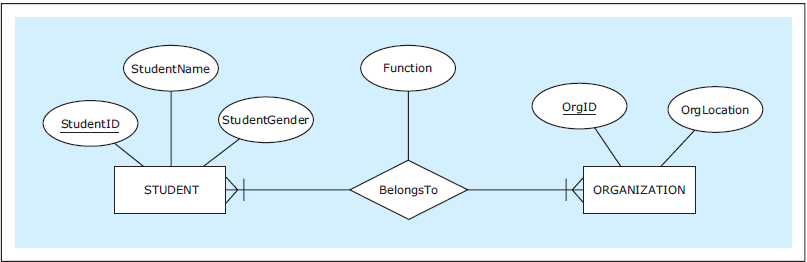 StudentName
Function
StudentID
StudentGender
OrgID
OrgLocation
STUDENT
BelongsTo
ORGANIZATION